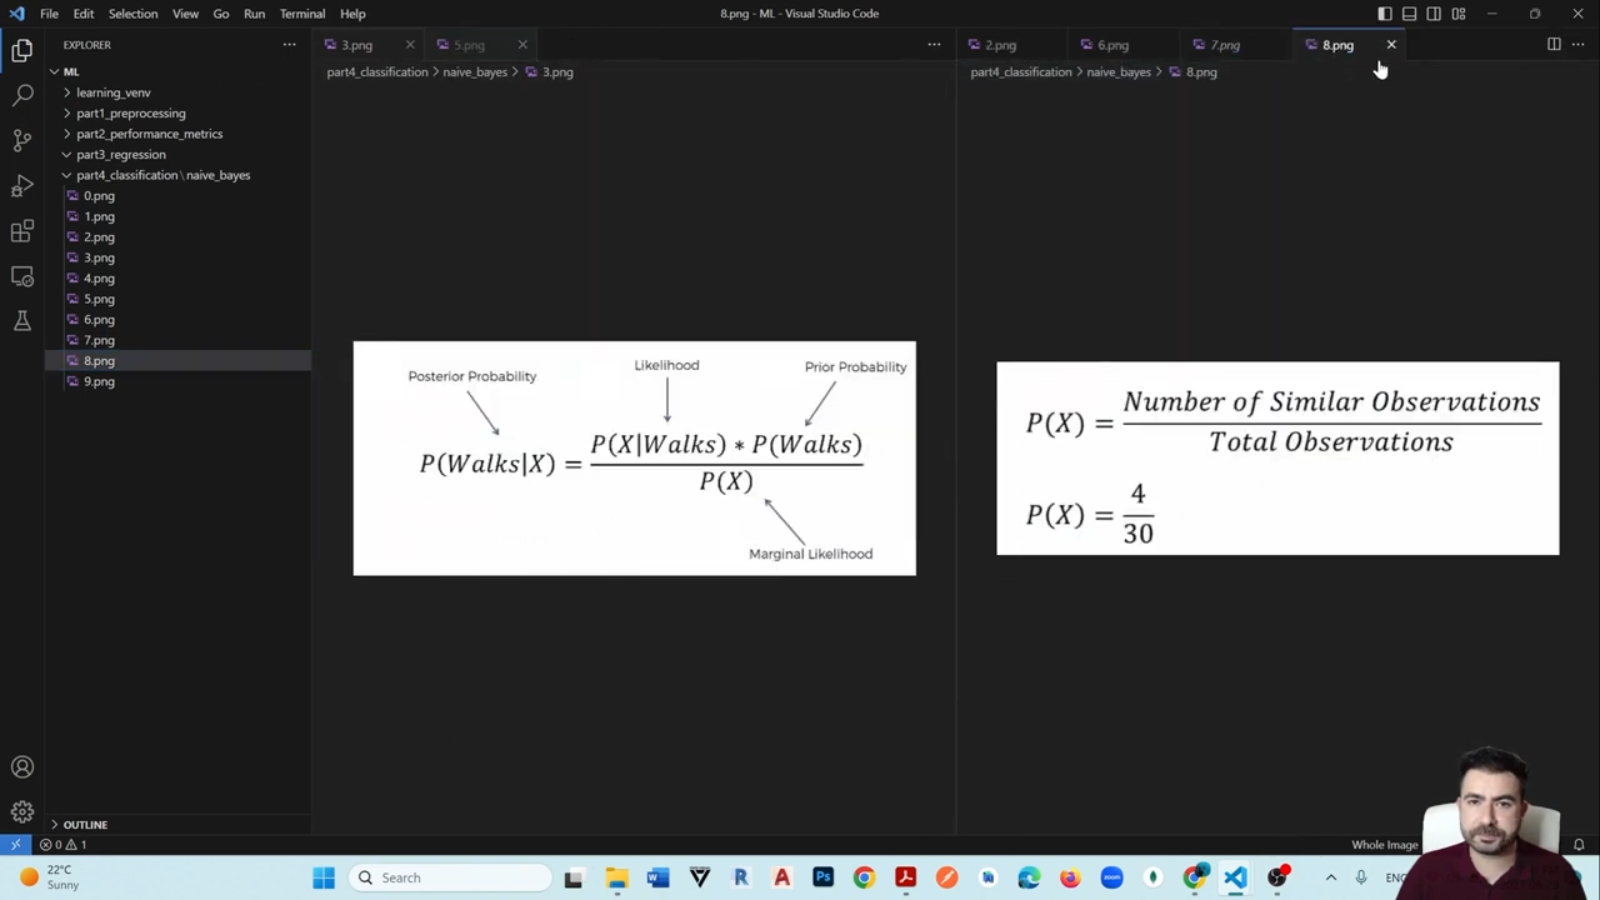 File Edit Selection View Go Run Terminal Help
8.png - ML - Visual Studio Code
EXPLORER
ML
learning_venv
part1_preprocessing
part2_performance_metrics
part3_regression
part4_classification\naive_bayes
0.png
1.png
2.png
3.png
4.png
5.png
6.png
7.png
8.png
9.png
OUTLINE
3.png
5.png
part4_classification > naive_bayes > 3.png
Posterior Probability
Likelihood
Prior Probability
P(Walks|X) = P(X|Walks) * P(Walks)
P(X)
Marginal Likelihood
2.png
6.png
7.png
8.png
part4_classification > naive_bayes > 8.png
P(X) = Number of Similar Observations
Total Observations
P(X) = 4
30
0 1
Whole Image
22°C
Sunny
Search
ENG